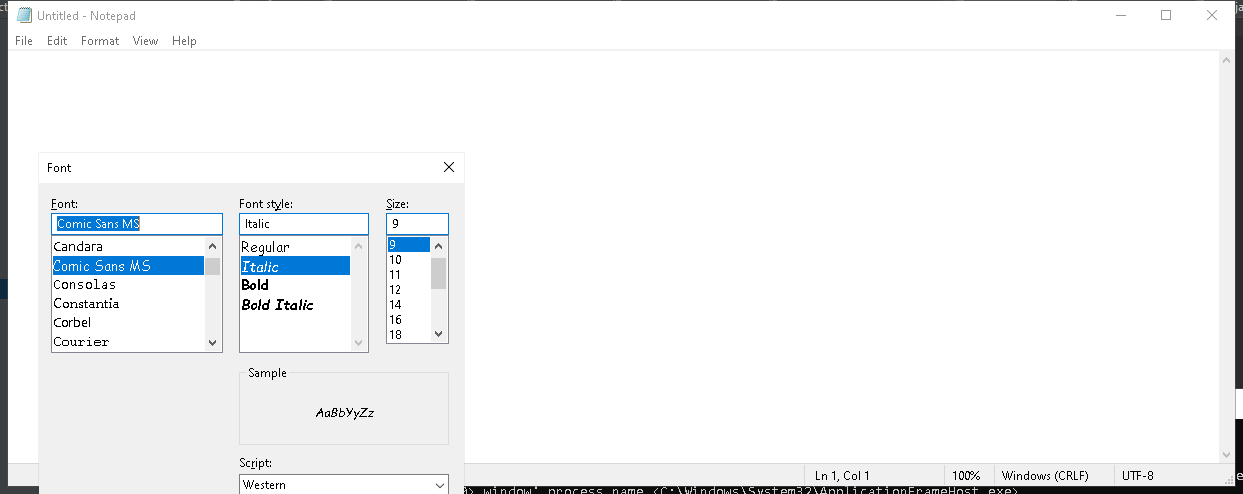 Untitled - Notepad
File Edit Format View Help
Font
Font: Font style: Size:
Comic Sans MS Italic 9
Candara Regular 9
Comic Sans MS Italic 10
Consolas Bold 11
Constantia Bold Italic 12
Corbel 14
Courier 16
18
Sample
AaBbYyZz
Script:
Western
Ln 1, Col 1 100% Windows (CRLF) UTF-8
window' process name <C:\Windows\System32\ApplicationFrameHost.exe>